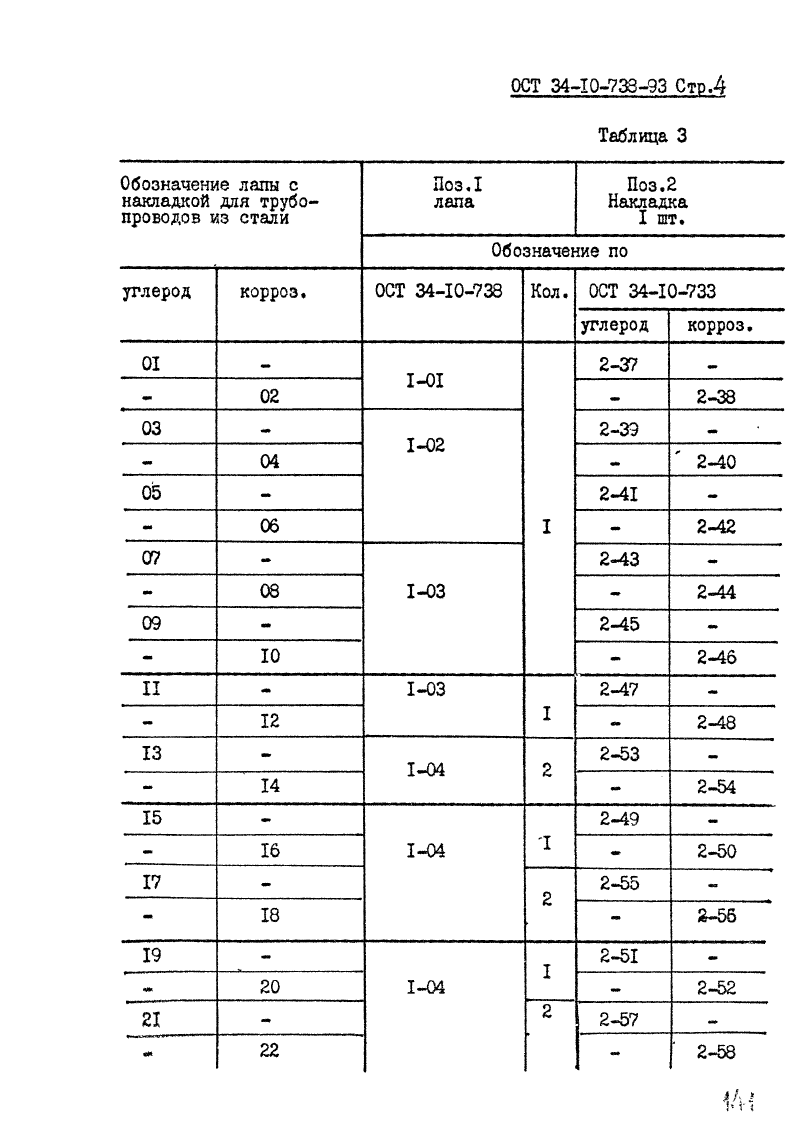 ОСТ 34-10-738-93 Стр.4
Таблица 3
Обозначение лапы с накладкой для трубо-проводов из стали
Поз.I лапа
Поз.2 Накладка I шт.
Обозначение по
углерод корроз. ОСТ 34-I0-738 Кол. ОСТ 34-I0-733
углерод корроз.
0I - I-0I I 2-37 -
- 02 - 2-38
03 - I-02 2-39 -
- 04 - 2-40
05 - 2-4I -
- 06 - 2-42
07 - I-03 2-43 -
- 08 - 2-44
09 - 2-45 -
- I0 - 2-46
II - I-03 I 2-47 -
- I2 - 2-48
I3 - I-04 2 2-53 -
- I4 - 2-54
I5 - I-04 I 2-49 -
- I6 - 2-50
I7 - 2 2-55 -
- I8 - 2-56
I9 - I-04 I 2-5I -
- 20 - 2-52
2I - 2 2-57 -
- 22 - 2-58